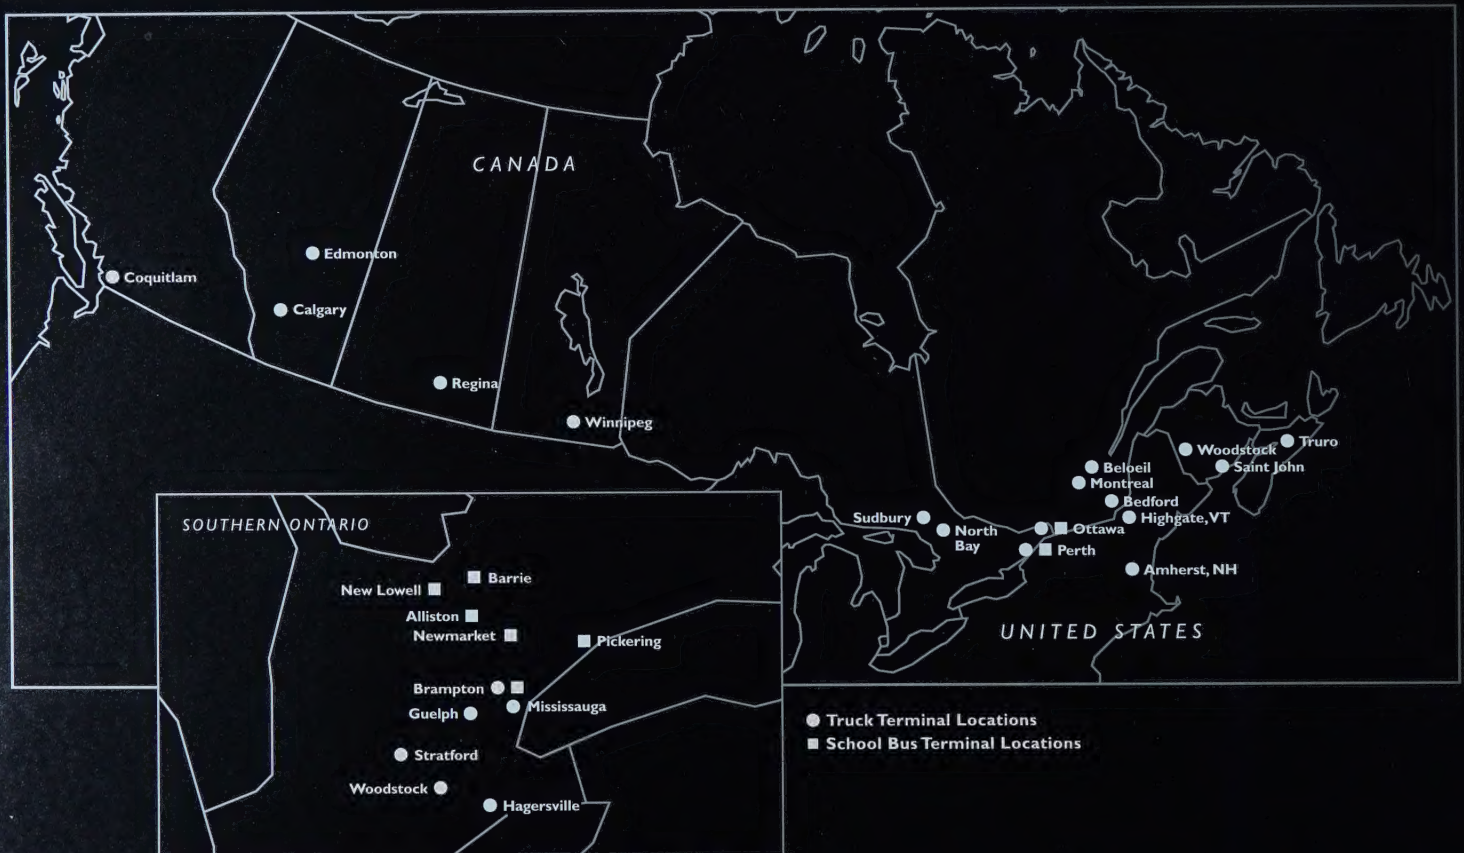 CANADA
Edmonton
Coquitlam
Calgary
Regina
Winnipeg
Truro
Woodstock
Saint John
Beloeil
Montreal
Bedford
Highgate, VT
Sudbury
North
Bay
Ottawa
Perth
Amherst, NH
UNITED STATES
SOUTHERN ONTARIO
Barrie
New Lowell
Alliston
Newmarket
Pickering
Brampton
Mississauga
Guelph
Stratford
Woodstock
Hagersville
Truck Terminal Locations
School Bus Terminal Locations